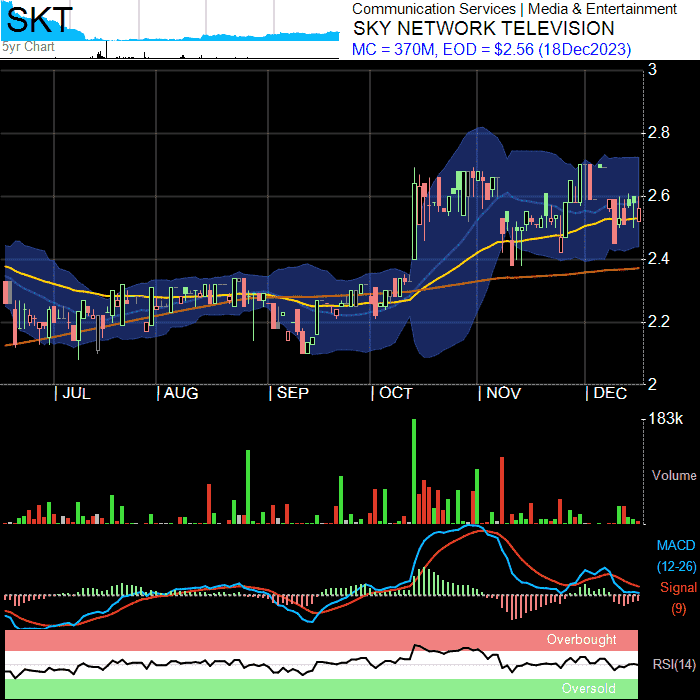 SKT
5yr Chart
Communication Services | Media & Entertainment
SKY NETWORK TELEVISION
MC = 370M, EOD = $2.56 (18Dec2023)
3
2.8
2.6
2.4
2.2
2
| JUL | AUG | SEP | OCT | NOV | DEC
183k
Volume
MACD
(12-26)
Signal
(9)
Overbought
RSI(14)
Oversold